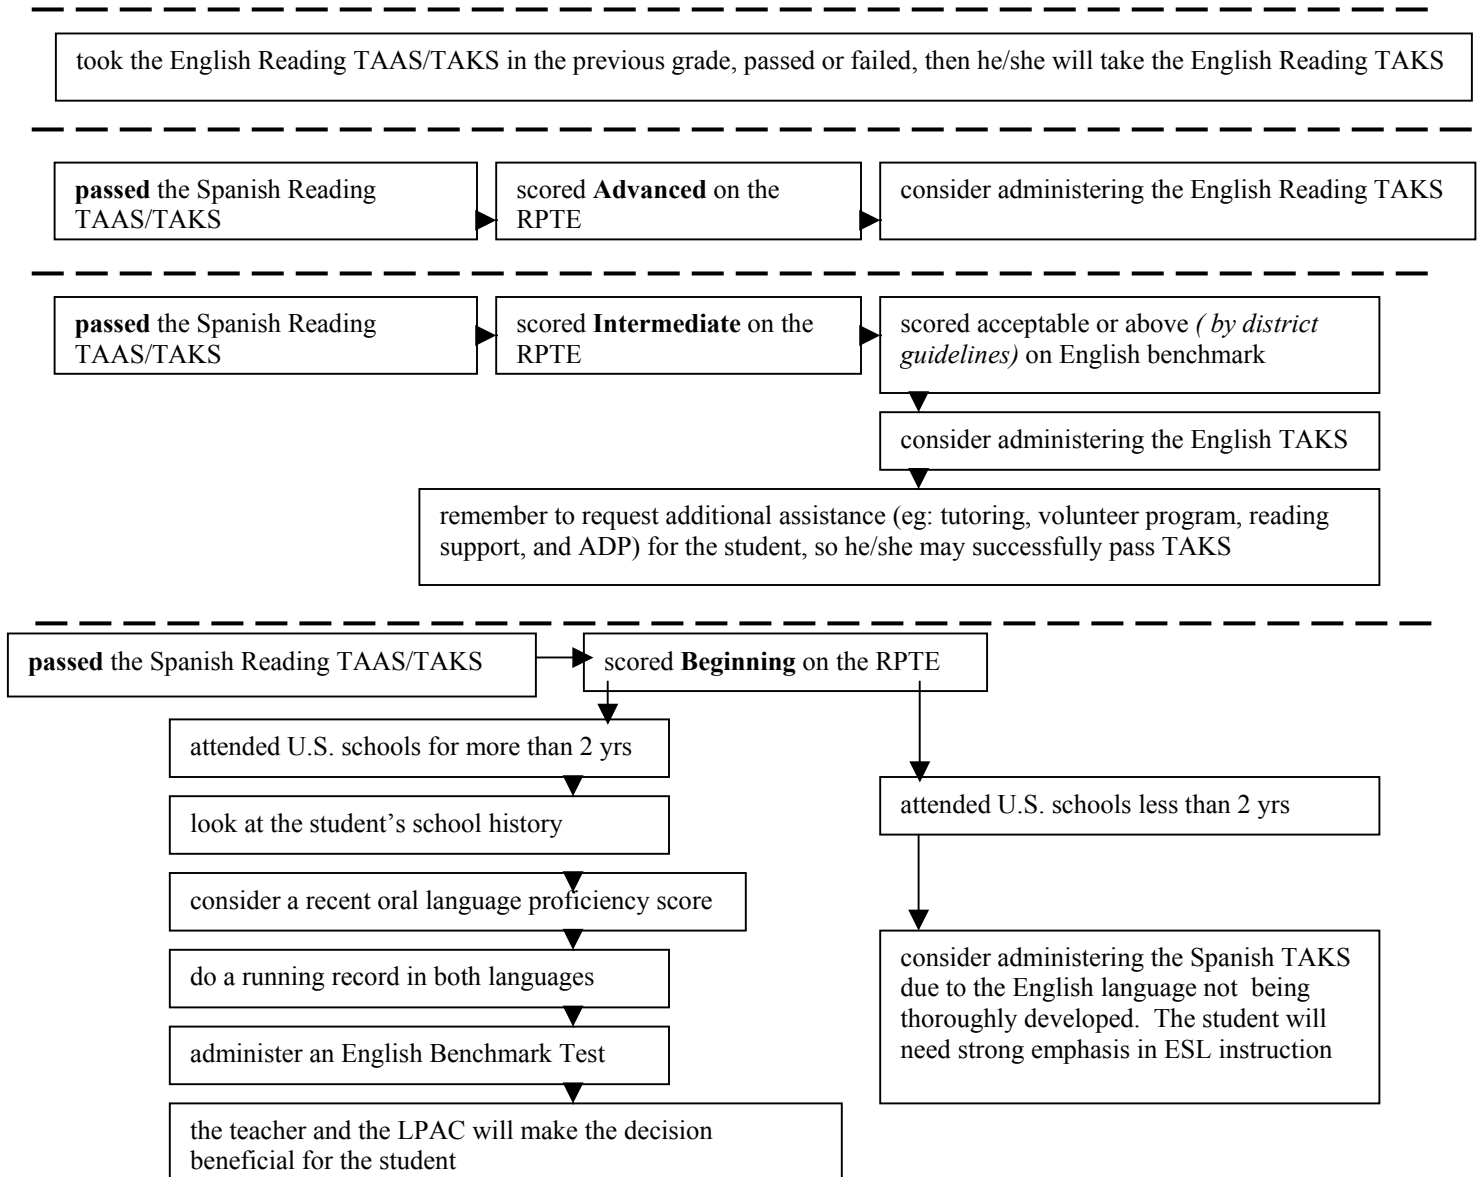 took the English Reading TAAS/TAKS in the previous grade, passed or failed, then he/she will take the English Reading TAKS
passed the Spanish Reading
TAAS/TAKS
scored Advanced on the
RPTE
consider administering the English Reading TAKS
passed the Spanish Reading
TAAS/TAKS
scored Intermediate on the
RPTE
scored acceptable or above ( by district
guidelines) on English benchmark
consider administering the English TAKS
remember to request additional assistance (eg: tutoring, volunteer program, reading
support, and ADP) for the student, so he/she may successfully pass TAKS
passed the Spanish Reading TAAS/TAKS
scored Beginning on the RPTE
attended U.S. schools for more than 2 yrs
look at the student’s school history
consider a recent oral language proficiency score
do a running record in both languages
administer an English Benchmark Test
the teacher and the LPAC will make the decision
beneficial for the student
attended U.S. schools less than 2 yrs
consider administering the Spanish TAKS
due to the English language not  being
thoroughly developed.  The student will
need strong emphasis in ESL instruction